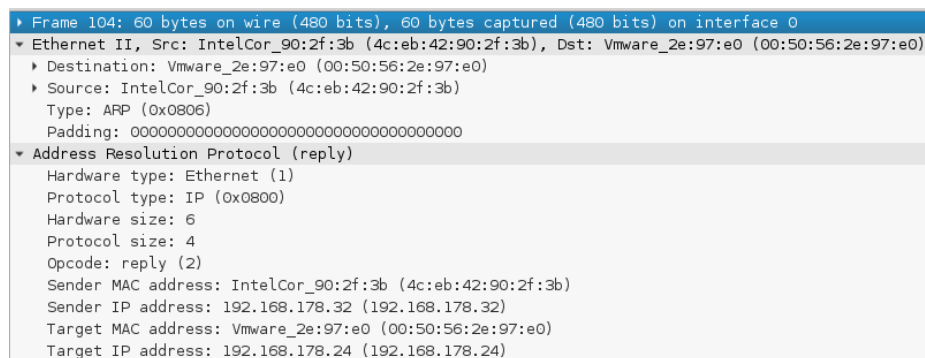 Frame 104: 60 bytes on wire (480 bits), 60 bytes captured (480 bits) on interface 0
Ethernet II, Src: IntelCor_90:2f:3b (4c:eb:42:90:2f:3b), Dst: Vmware_2e:97:e0 (00:50:56:2e:97:e0)
Destination: Vmware_2e:97:e0 (00:50:56:2e:97:e0)
Source: IntelCor_90:2f:3b (4c:eb:42:90:2f:3b)
Type: ARP (0x0806)
Padding: 000000000000000000000000000000000000
Address Resolution Protocol (reply)
Hardware type: Ethernet (1)
Protocol type: IP (0x0800)
Hardware size: 6
Protocol size: 4
Opcode: reply (2)
Sender MAC address: IntelCor_90:2f:3b (4c:eb:42:90:2f:3b)
Sender IP address: 192.168.178.32 (192.168.178.32)
Target MAC address: Vmware_2e:97:e0 (00:50:56:2e:97:e0)
Target IP address: 192.168.178.24 (192.168.178.24)